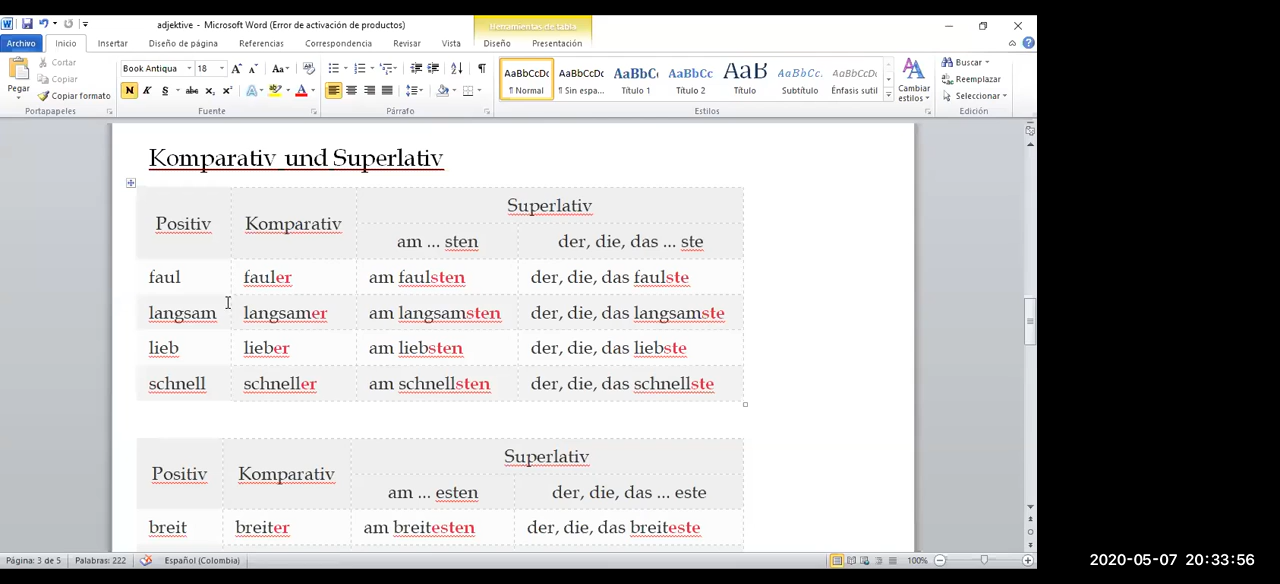 adjektive - Microsoft Word (Error de activación de productos)
Herramientas de tabla
Archivo Inicio Insertar Diseño de página Referencias Correspondencia Revisar Vista Diseño Presentación
Pegar
Cortar
Copiar
Copiar formato
Portapapeles
Book Antiqua 18
Fuente
Párrafo
AaBbCcDc AaBbCcDc AaBbC AaBbCc AaB AaBbCc. AaBbCcDc
¶ Normal ¶ Sin espa... Título 1 Título 2 Título Subtítulo Énfasis sutil
Cambiar estilos
Estilos
Buscar
Reemplazar
Seleccionar
Edición
Komparativ und Superlativ
Positiv Komparativ Superlativ
am ... sten der, die, das ... ste
faul fauler am faulsten der, die, das faulste
langsam langsamer am langsamsten der, die, das langsamste
lieb lieber am liebsten der, die, das liebste
schnell schneller am schnellsten der, die, das schnellste
Positiv Komparativ Superlativ
am ... esten der, die, das ... este
breit breiter am breitesten der, die, das breiteste
Página: 3 de 5 Palabras: 222 Español (Colombia) 100%
2020-05-07 20:33:56